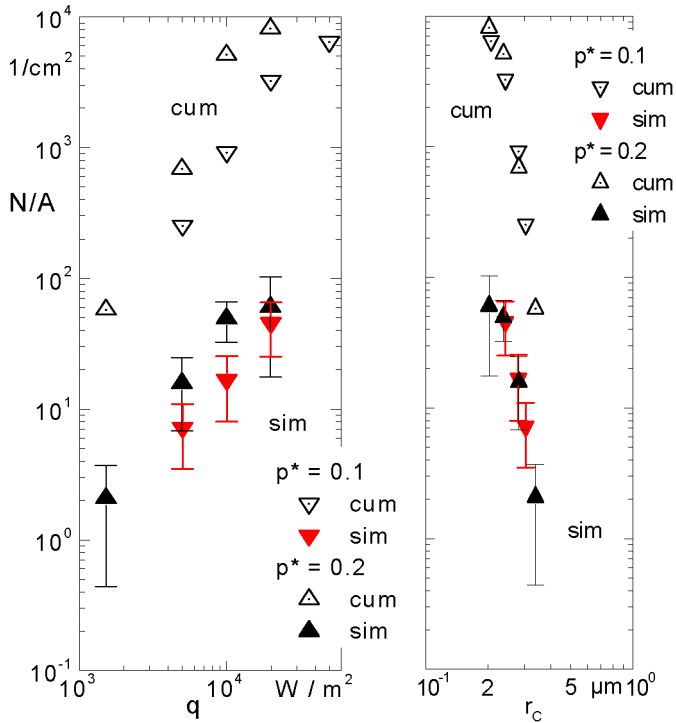 10^4
1/cm^2
cum
10^3
N/A
10^2
10^1
sim
10^0
10^-1
p* = 0.1
cum
sim
p* = 0.2
cum
sim
10^3
10^4
W / m^2
q
p* = 0.1
cum
sim
p* = 0.2
cum
sim
cum
sim
10^-1
2
5
μm
10^0
r_C